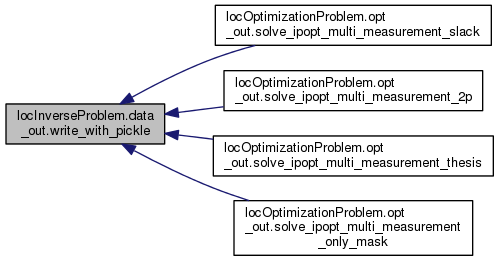 locOptimizationProblem.opt
_out.solve_ipopt_multi_measurement_slack
locOptimizationProblem.opt
_out.solve_ipopt_multi_measurement_2p
locInverseProblem.data
_out.write_with_pickle
locOptimizationProblem.opt
_out.solve_ipopt_multi_measurement_thesis
locOptimizationProblem.opt
_out.solve_ipopt_multi_measurement
_only_mask